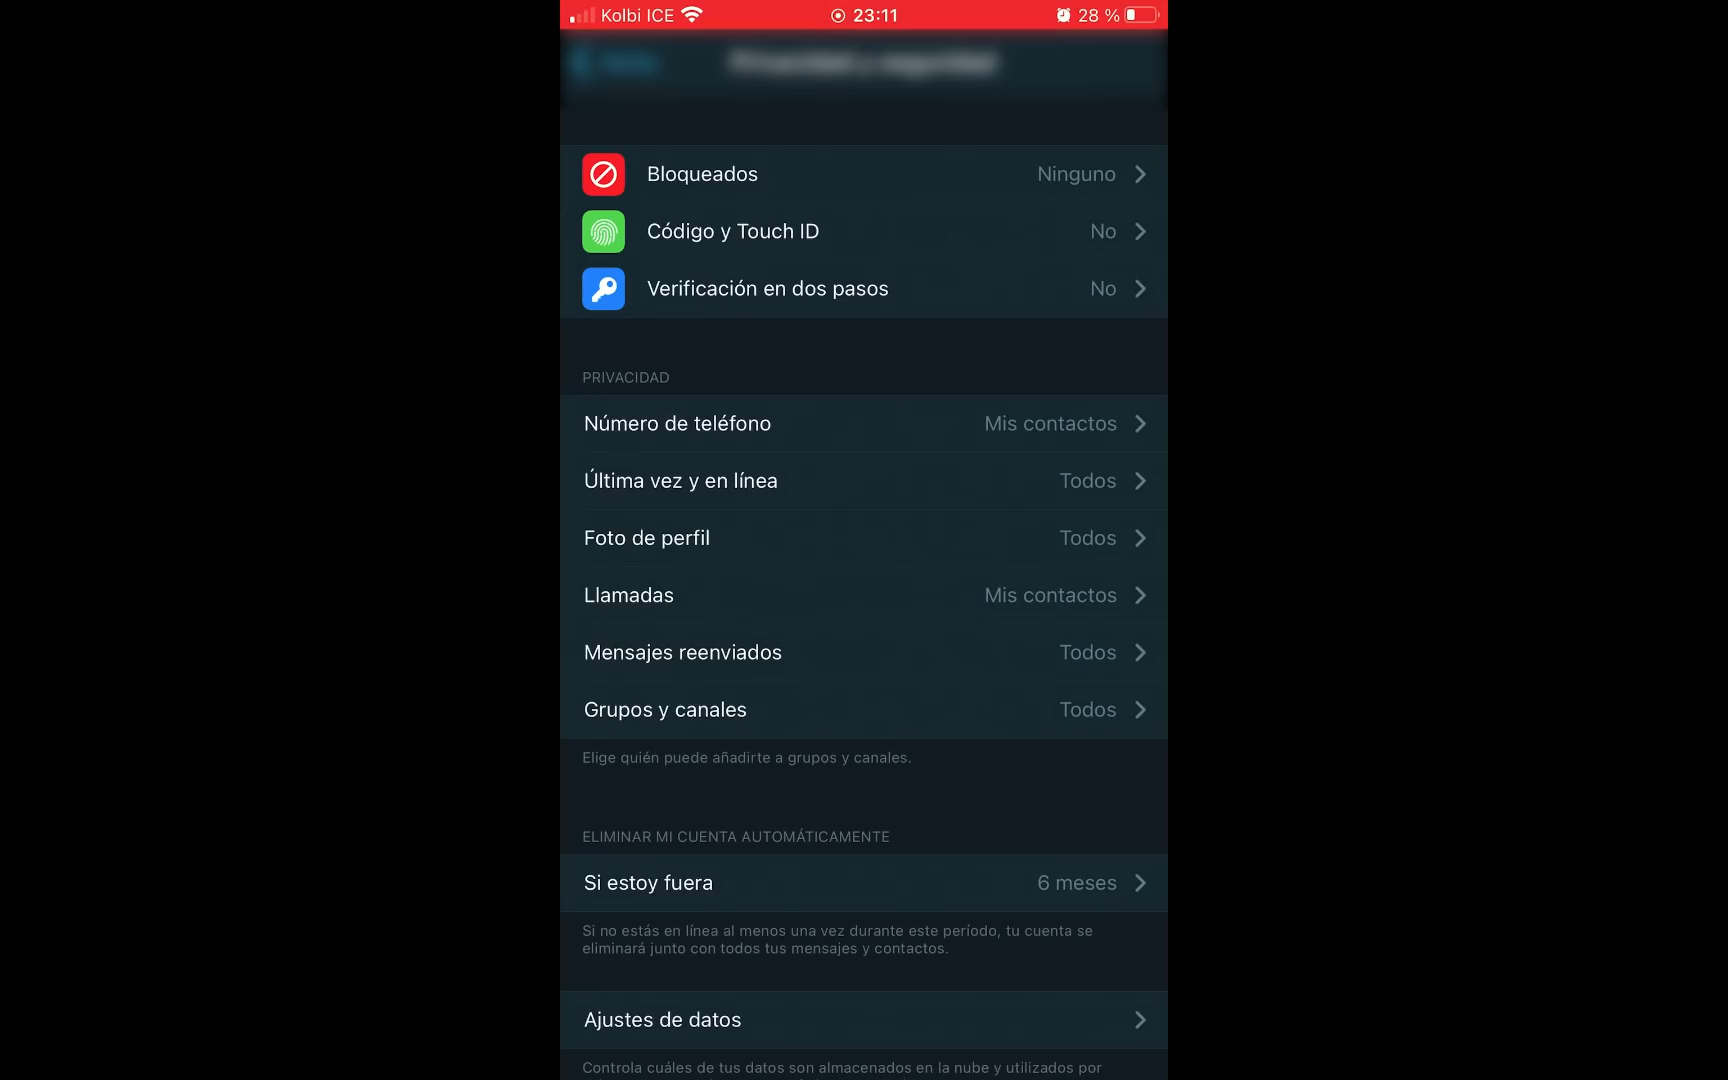 Kolbi ICE 23:11 28 %
Privacidad y seguridad
Bloqueados Ninguno
Código y Touch ID No
Verificación en dos pasos No
PRIVACIDAD
Número de teléfono Mis contactos
Última vez y en línea Todos
Foto de perfil Todos
Llamadas Mis contactos
Mensajes reenviados Todos
Grupos y canales Todos
Elige quién puede añadirte a grupos y canales.
ELIMINAR MI CUENTA AUTOMÁTICAMENTE
Si estoy fuera 6 meses
Si no estás en línea al menos una vez durante este período, tu cuenta se
eliminará junto con todos tus mensajes y contactos.
Ajustes de datos
Controla cuáles de tus datos son almacenados en la nube y utilizados por